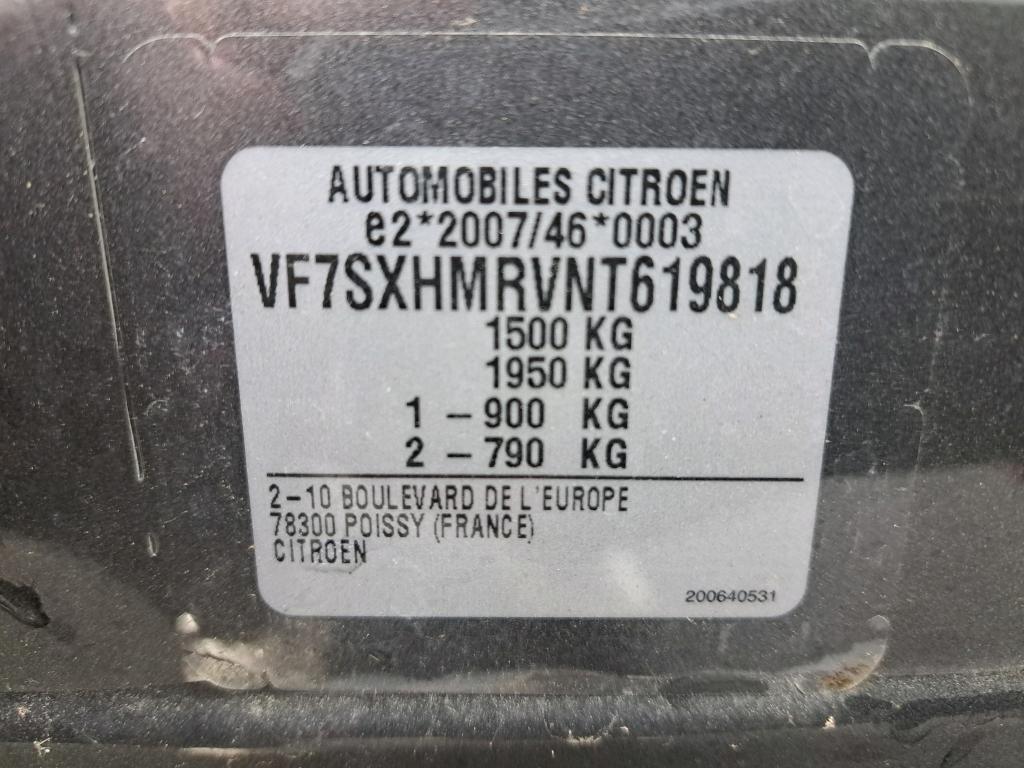 AUTOMOBILES CITROEN
e2*2007/46*0003
VF7SXHMRVNT619818
1500 KG
1950 KG
1 - 900 KG
2 - 790 KG
2-10 BOULEVARD DE L'EUROPE
78300 POISSY (FRANCE)
CITROEN
200640531